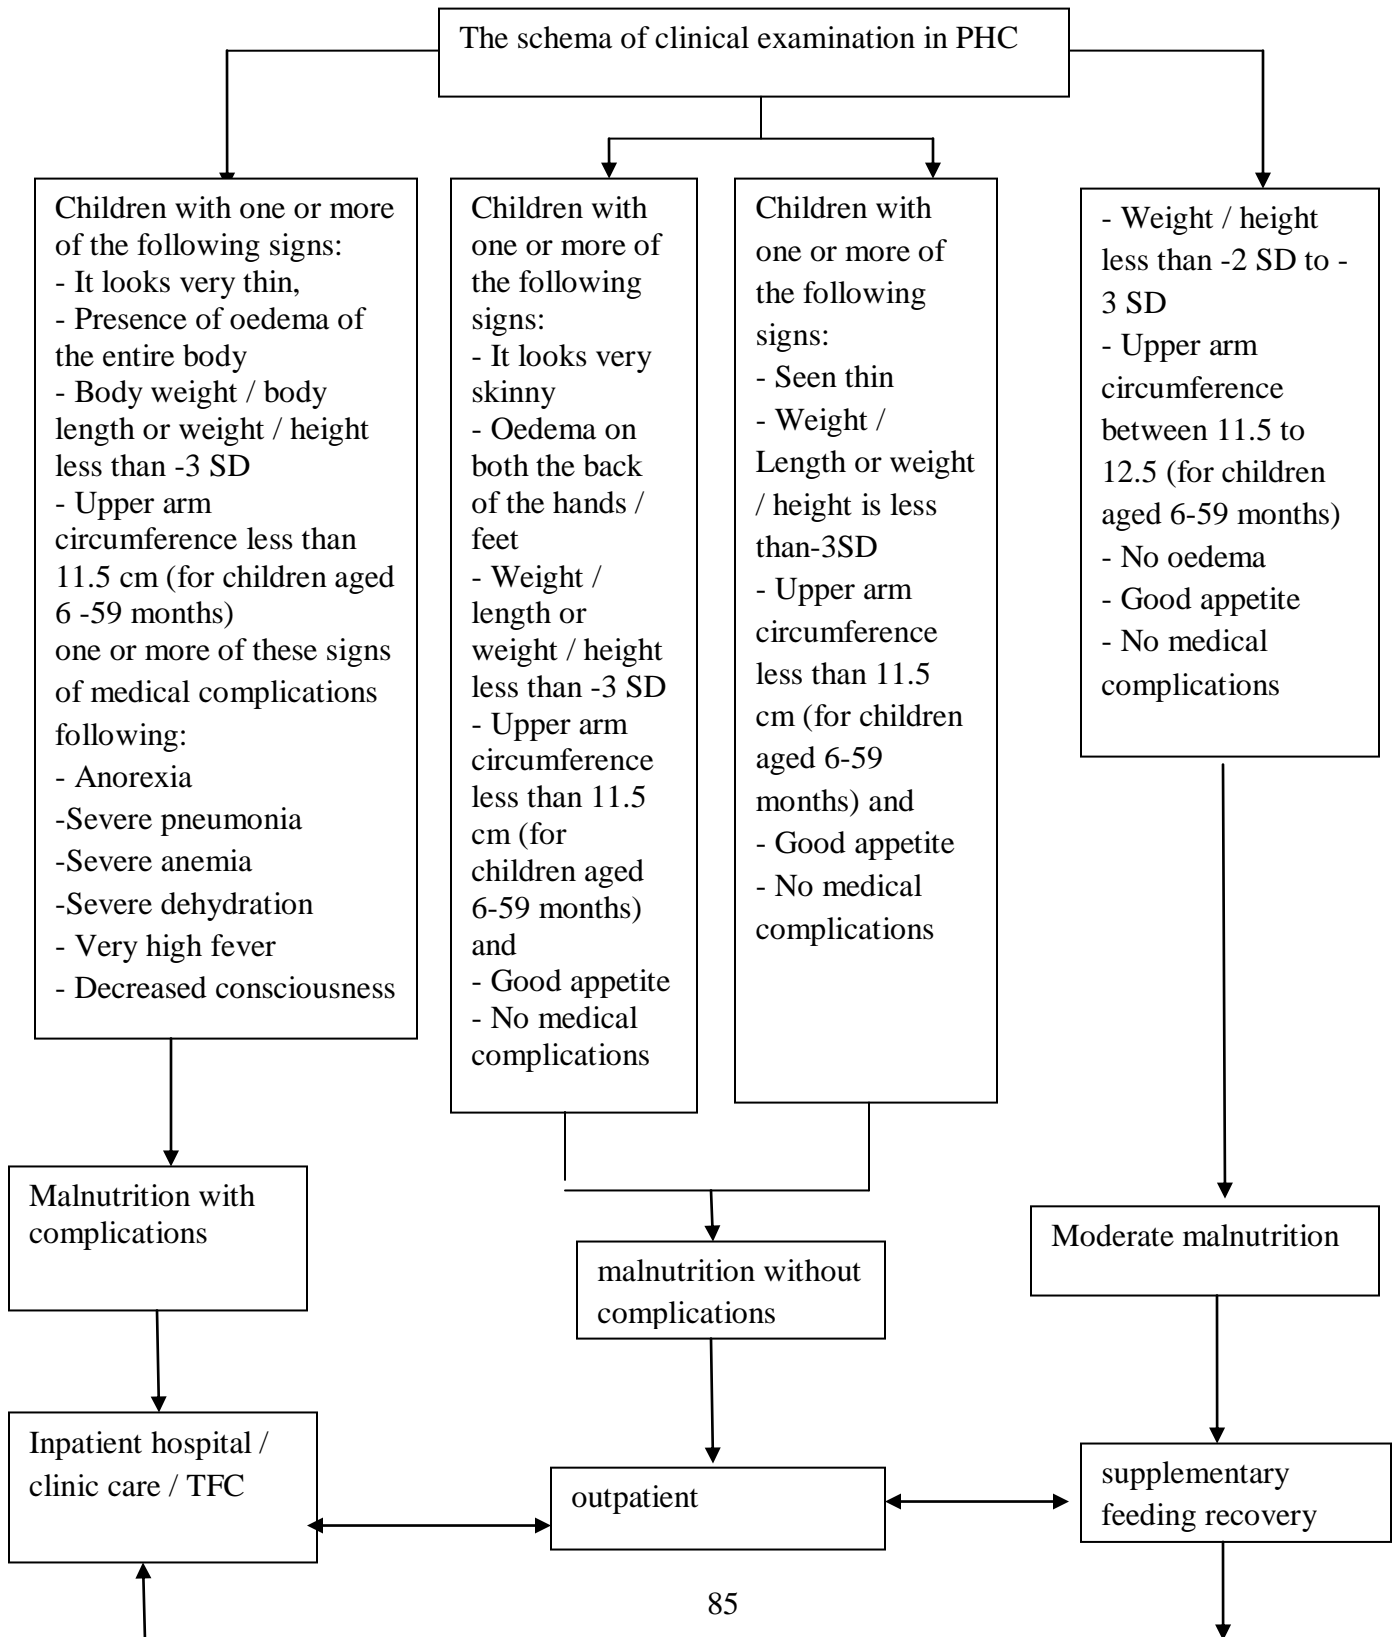 The schema of clinical examination in PHC
Children with one or more
of the following signs:
- It looks very thin,
- Presence of oedema of
the entire body
- Body weight / body
length or weight / height
less than -3 SD
- Upper arm
circumference less than
11.5 cm (for children aged
6 -59 months)
one or more of these signs
of medical complications
following:
- Anorexia
-Severe pneumonia
-Severe anemia
-Severe dehydration
- Very high fever
- Decreased consciousness
Children with
one or more of
the following
signs:
- It looks very
skinny
- Oedema on
both the back
of the hands /
feet
- Weight /
length or
weight / height
less than -3 SD
- Upper arm
circumference
less than 11.5
cm (for
children aged
6-59 months)
and
- Good appetite
- No medical
complications
Children with
one or more of
the following
signs:
- Seen thin
- Weight /
Length or weight
/ height is less
than-3SD
- Upper arm
circumference
less than 11.5
cm (for children
aged 6-59
months) and
- Good appetite
- No medical
complications
- Weight / height
less than -2 SD to -
3 SD
- Upper arm
circumference
between 11.5 to
12.5 (for children
aged 6-59 months)
- No oedema
- Good appetite
- No medical
complications
Malnutrition with
complications
malnutrition without
complications
Moderate malnutrition
Inpatient hospital /
clinic care / TFC
outpatient
supplementary
feeding recovery
85